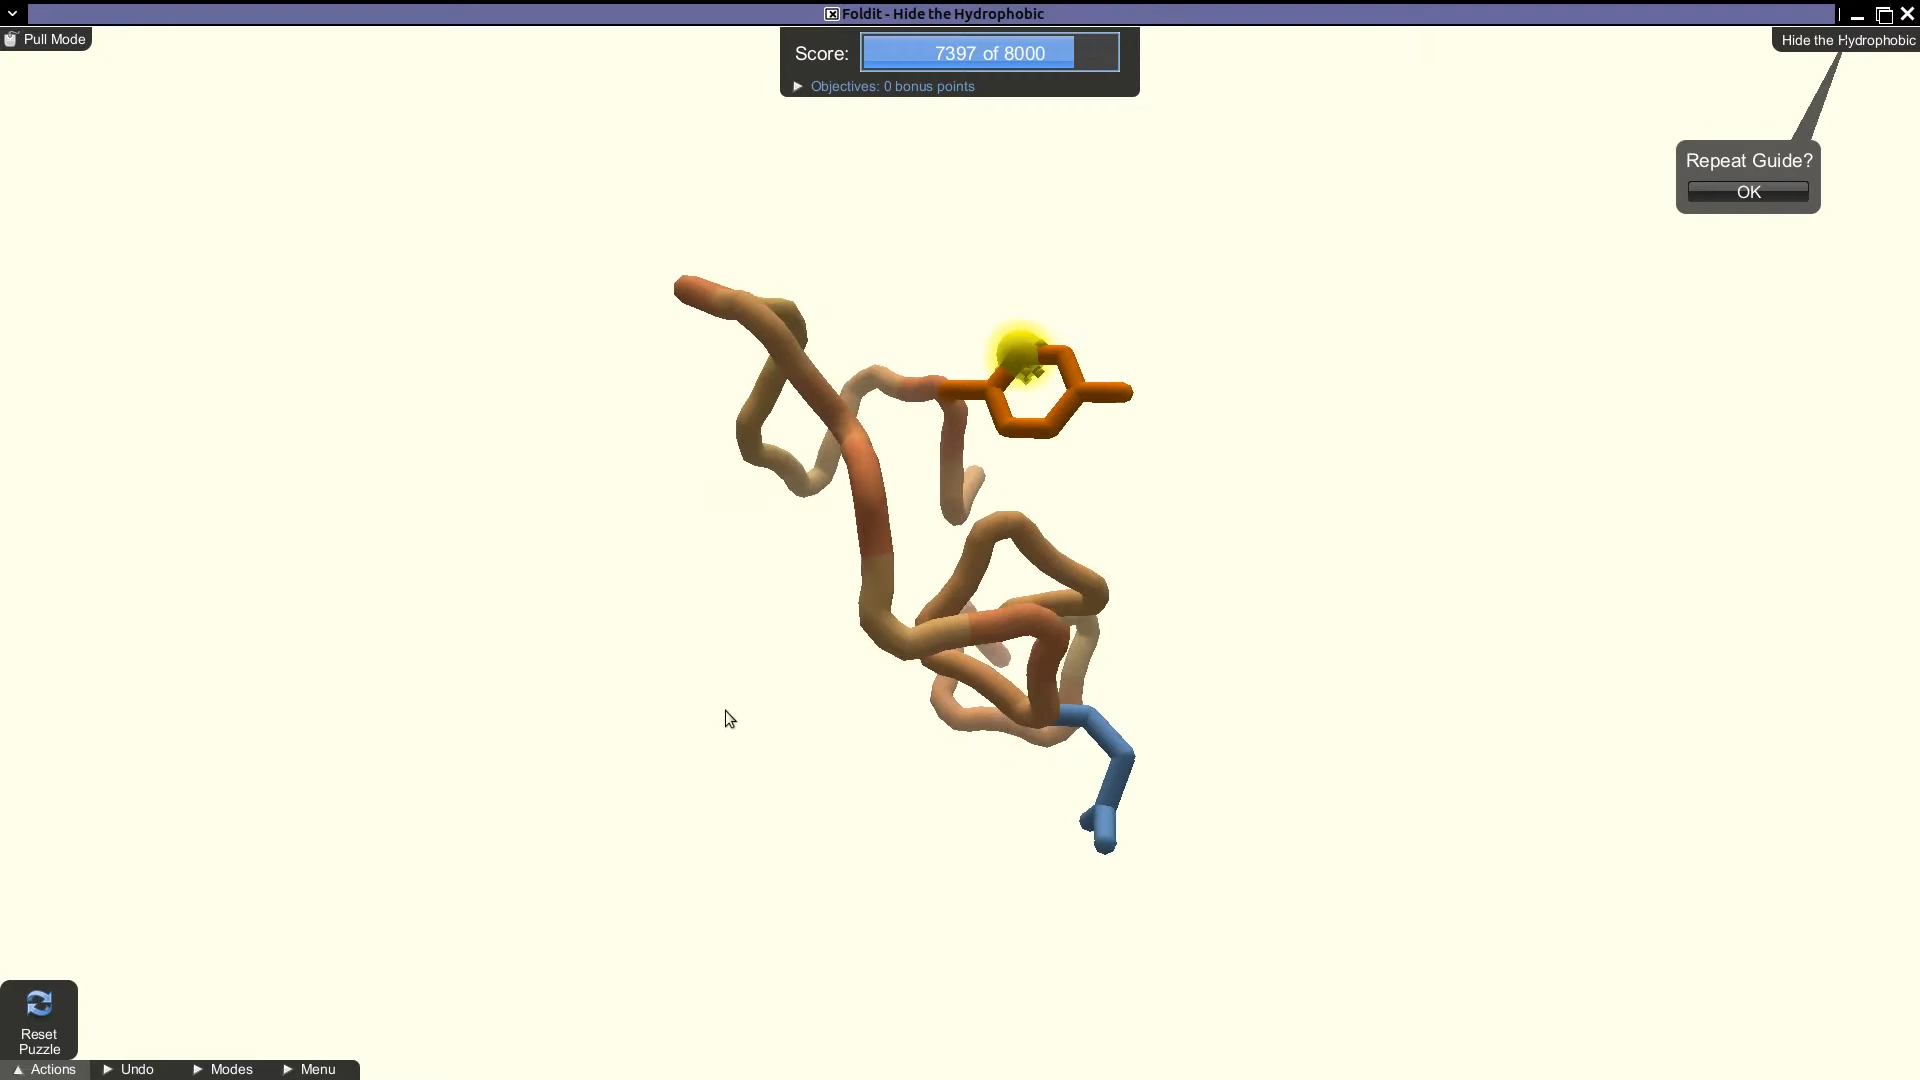 Foldit - Hide the Hydrophobic
Pull Mode
Score: 7397 of 8000
Objectives: 0 bonus points
Hide the Hydrophobic
Repeat Guide?
OK
Reset
Puzzle
Actions Undo Modes Menu